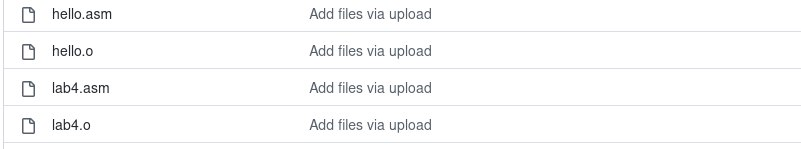 hello.asm Add files via upload
hello.o Add files via upload
lab4.asm Add files via upload
lab4.o Add files via upload